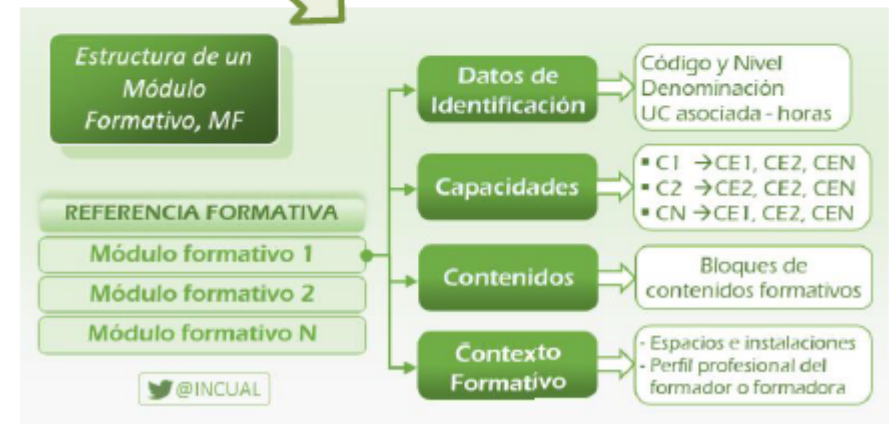 Estructura de un
Módulo
Formativo, MF
REFERENCIA FORMATIVA
Módulo formativo 1
Módulo formativo 2
Módulo formativo N
@INCUAL
Datos de
Identificación
Código y Nivel
Denominación
UC asociada - horas
Capacidades
▪ C1 →CE1, CE2, CEN
▪ C2 →CE2, CE2, CEN
▪ CN →CE1, CE2, CEN
Contenidos
Bloques de
contenidos formativos
Contexto
Formativo
- Espacios e instalaciones
- Perfil profesional del
formador o formadora